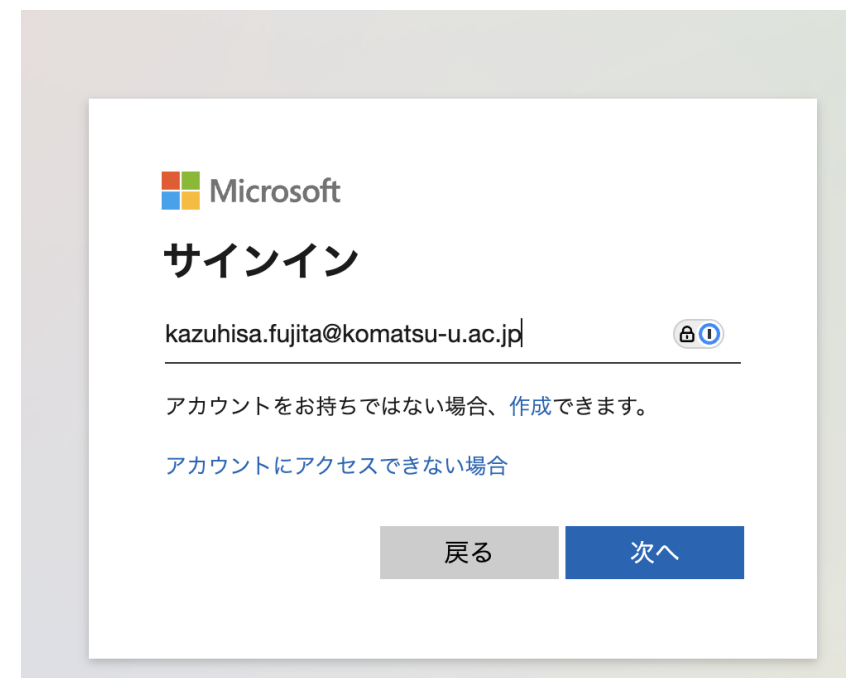 Microsoft
サインイン
kazuhisa.fujita@komatsu-u.ac.jp
アカウントをお持ちではない場合、作成できます。
アカウントにアクセスできない場合
戻る
次へ